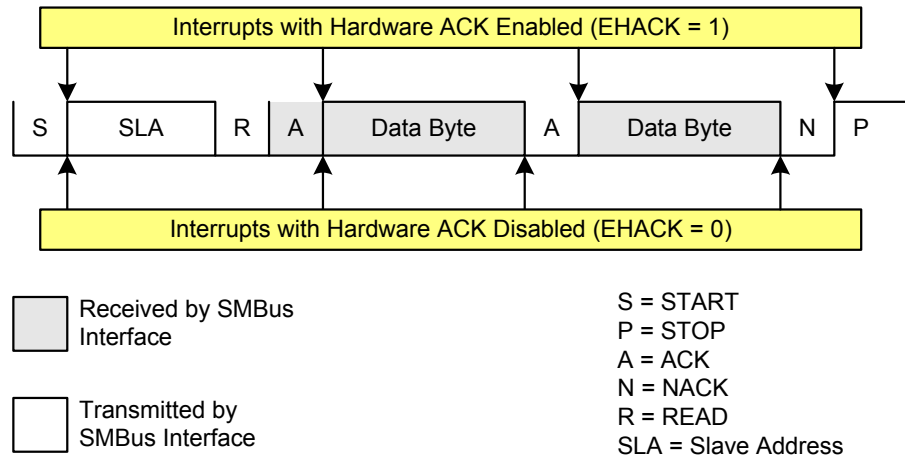 Interrupts with Hardware ACK Enabled (EHACK = 1)
S SLA R A Data Byte A Data Byte N P
Interrupts with Hardware ACK Disabled (EHACK = 0)
Received by SMBus
Interface
Transmitted by
SMBus Interface
S = START
P = STOP
A = ACK
N = NACK
R = READ
SLA = Slave Address